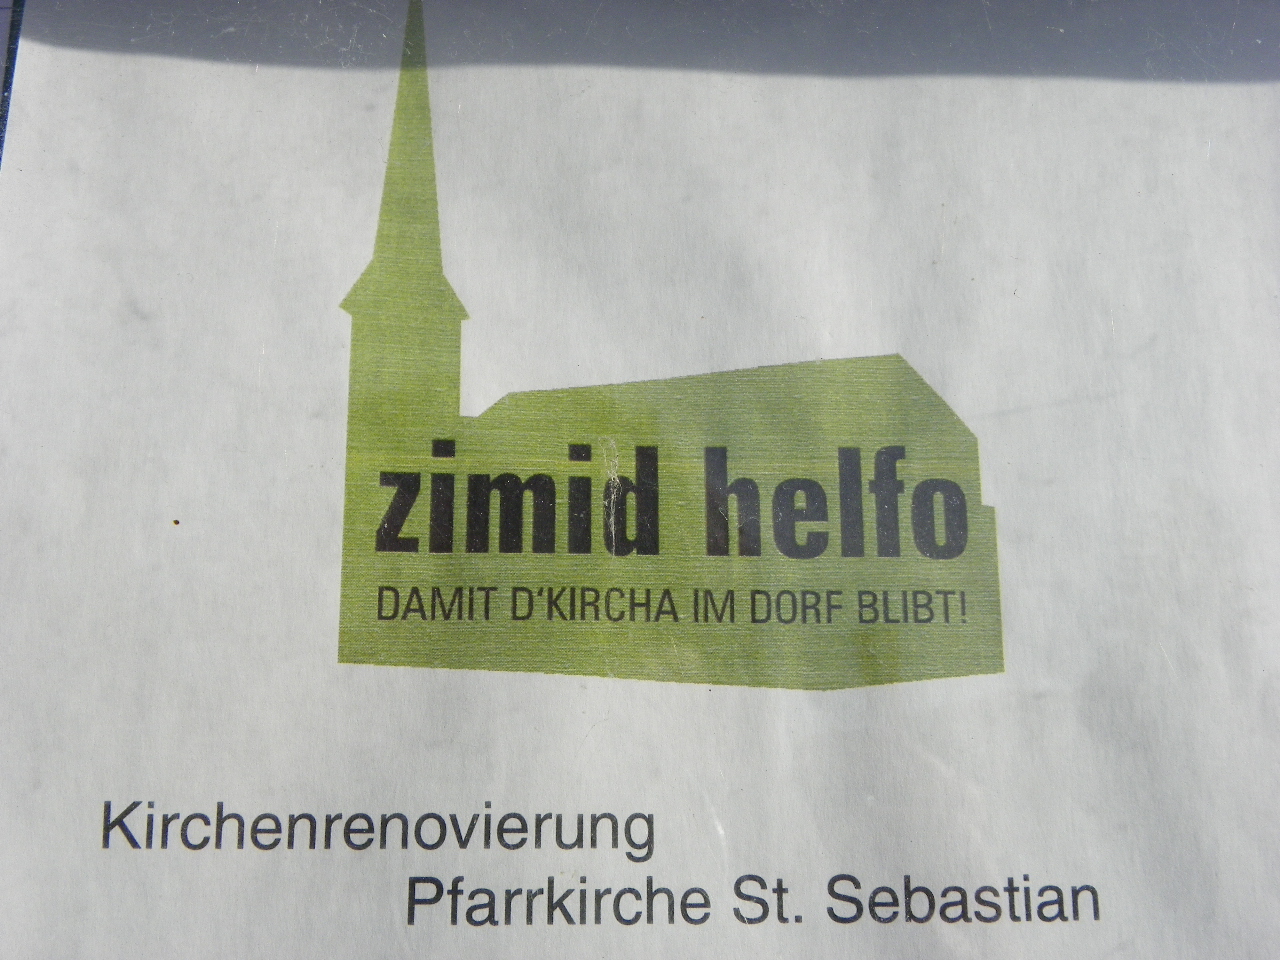 zimid helfo
DAMIT D'KIRCHA IM DORF BLIBT!
Kirchenrenovierung
Pfarrkirche St. Sebastian